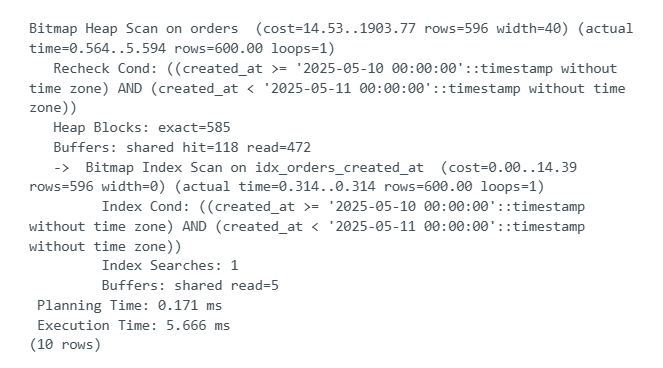 Bitmap Heap Scan on orders  (cost=14.53..1903.77 rows=596 width=40) (actual
time=0.564..5.594 rows=600.00 loops=1)
   Recheck Cond: ((created_at >= '2025-05-10 00:00:00'::timestamp without
time zone) AND (created_at < '2025-05-11 00:00:00'::timestamp without time
zone))
   Heap Blocks: exact=585
   Buffers: shared hit=118 read=472
   ->  Bitmap Index Scan on idx_orders_created_at  (cost=0.00..14.39
rows=596 width=0) (actual time=0.314..0.314 rows=600.00 loops=1)
         Index Cond: ((created_at >= '2025-05-10 00:00:00'::timestamp
without time zone) AND (created_at < '2025-05-11 00:00:00'::timestamp
without time zone))
         Index Searches: 1
         Buffers: shared read=5
 Planning Time: 0.171 ms
 Execution Time: 5.666 ms
(10 rows)